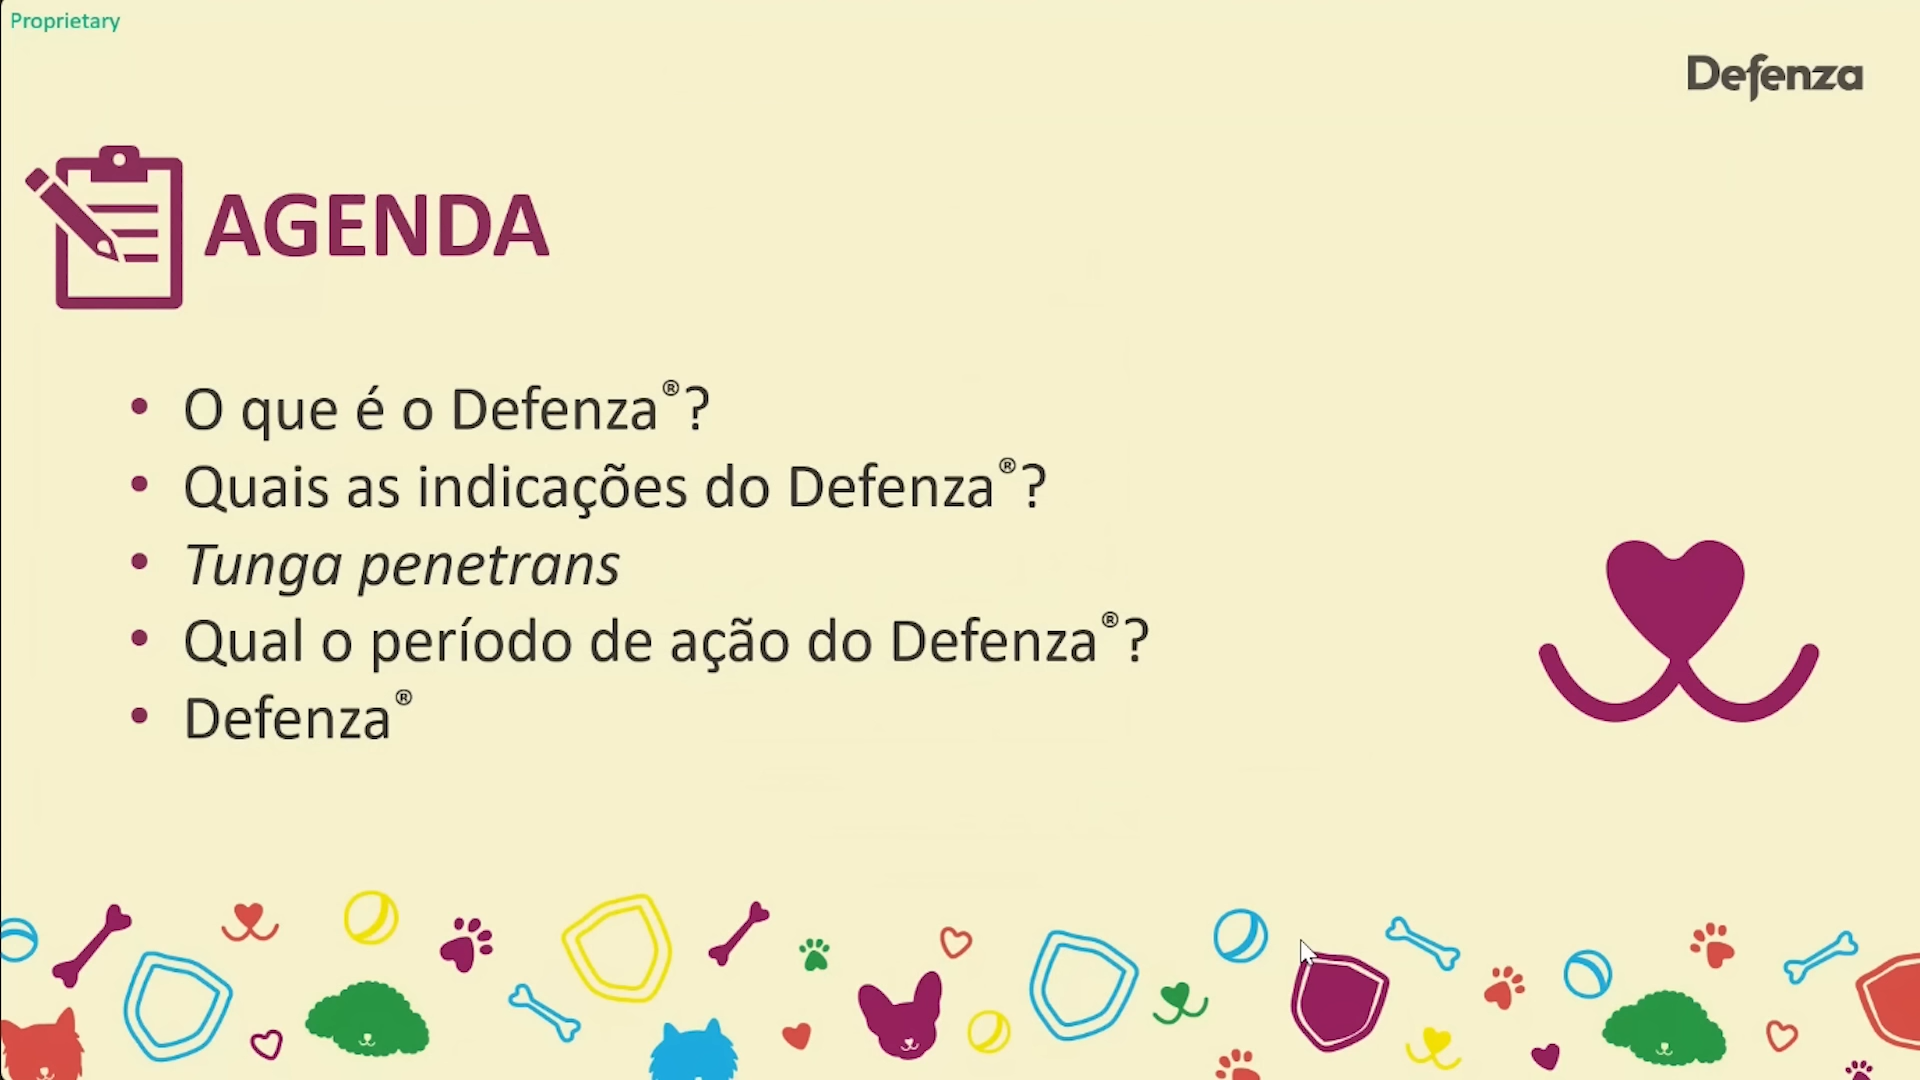 Proprietary
Defenza
AGENDA
• O que é o Defenza®?
• Quais as indicações do Defenza®?
• Tunga penetrans
• Qual o período de ação do Defenza®?
• Defenza®